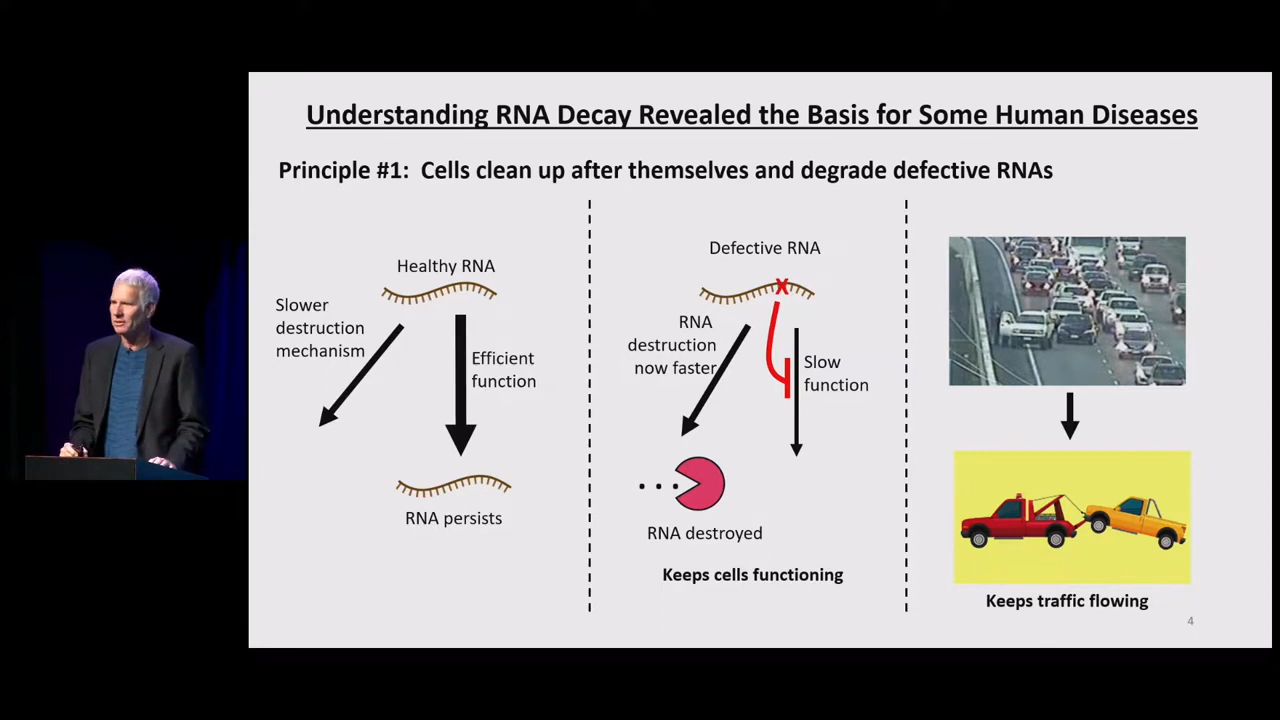 Understanding RNA Decay Revealed the Basis for Some Human Diseases
Principle #1: Cells clean up after themselves and degrade defective RNAs
Healthy RNA
Slower
destruction
mechanism
Efficient
function
RNA persists
Defective RNA
x
RNA
destruction
now faster
Slow
function
RNA destroyed
Keeps cells functioning
Keeps traffic flowing
4